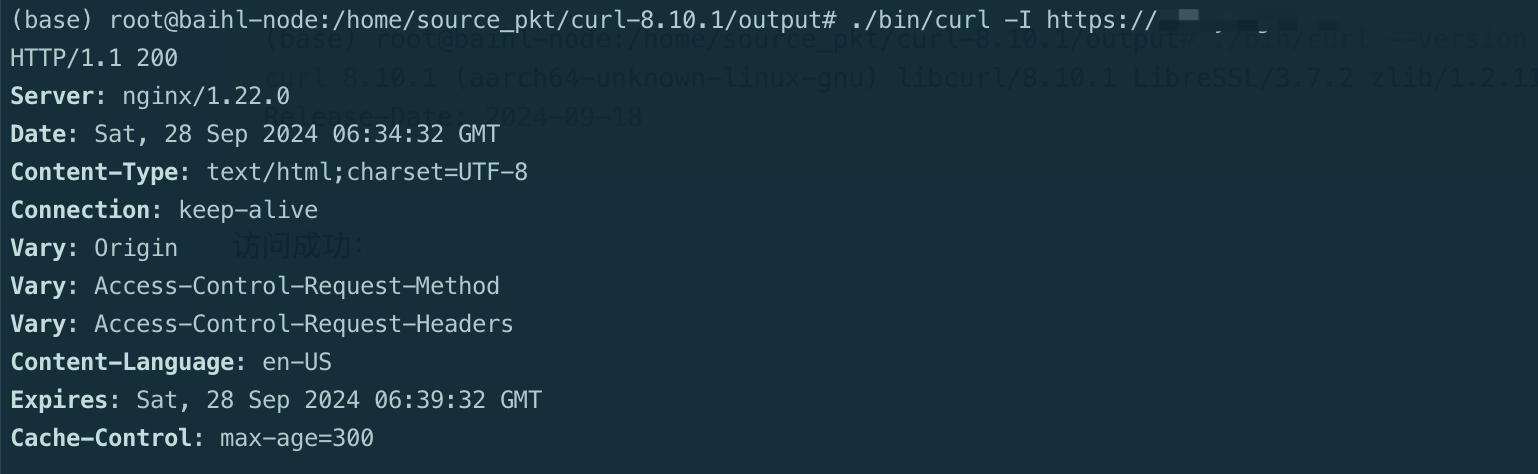 (base) root@baihl-node:/home/source_pkt/curl-8.10.1/output# ./bin/curl -I https://
(base) root@baihl-node:/home/source_pkt/curl-8.10.1/output# ./bin/curl --version
HTTP/1.1 200
curl 8.10.1 (aarch64-unknown-linux-gnu) libcurl/8.10.1 LibreSSL/3.7.2 zlib/1.2.11
Server: nginx/1.22.0
Release-Date: 2024-09-18
Date: Sat, 28 Sep 2024 06:34:32 GMT
Content-Type: text/html;charset=UTF-8
Connection: keep-alive
Vary: Origin
访问成功：
Vary: Access-Control-Request-Method
Vary: Access-Control-Request-Headers
Content-Language: en-US
Expires: Sat, 28 Sep 2024 06:39:32 GMT
Cache-Control: max-age=300